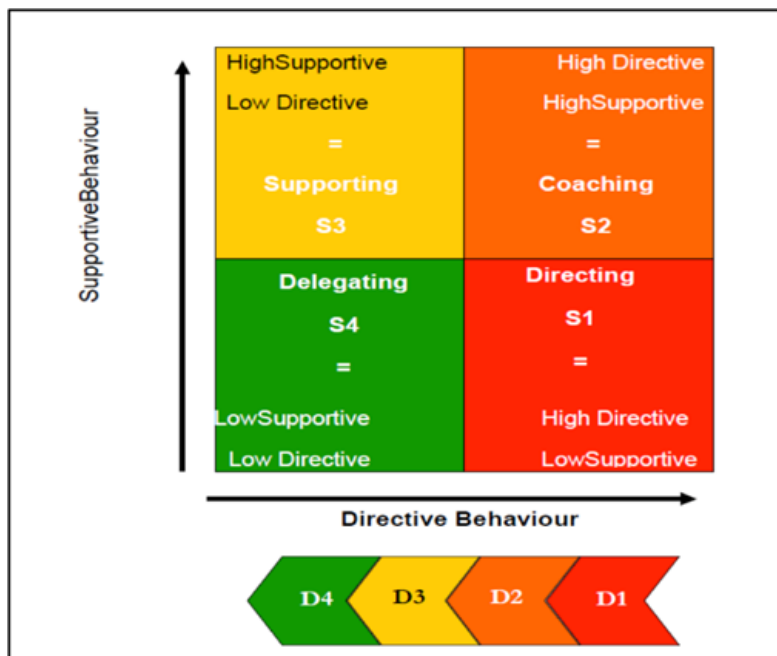 SupportiveBehaviour
HighSupportive
Low Directive
=
Supporting
S3
High Directive
HighSupportive
=
Coaching
S2
Delegating
S4
=
LowSupportive
Low Directive
Directing
S1
=
High Directive
LowSupportive
Directive Behaviour
D4
D3
D2
D1